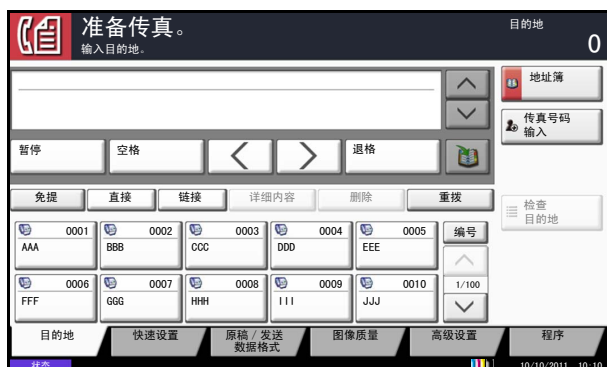 准备传真。
输入目的地。
目的地
0
地址簿
传真号码
输入
暂停
空格
退格
免提
直接
链接
详细内容
删除
重拨
检查
目的地
0001
AAA
0002
BBB
0003
CCC
0004
DDD
0005
EEE
编号
0006
FFF
0007
GGG
0008
HHH
0009
III
0010
JJJ
1/100
目的地
快速设置
原稿 / 发送
数据格式
图像质量
高级设置
程序
状态
10/10/2011 10:10